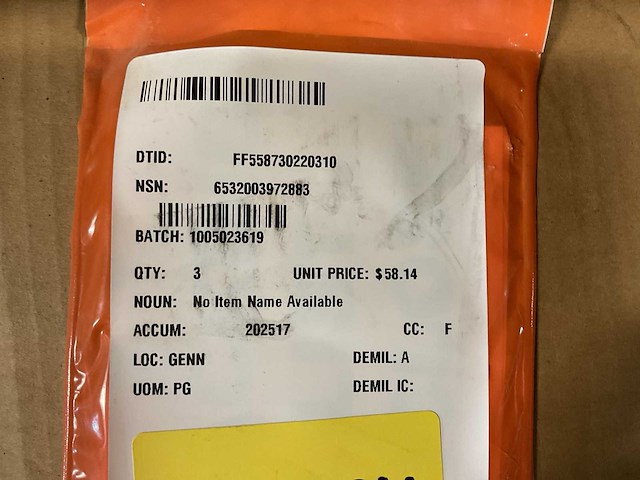 DTID: FF558730220310
NSN: 6532003972883
BATCH: 1005023619
QTY: 3 UNIT PRICE: $58.14
NOUN: No Item Name Available
ACCUM: 202517 CC: F
LOC: GENN DEMIL: A
UOM: PG DEMIL IC: